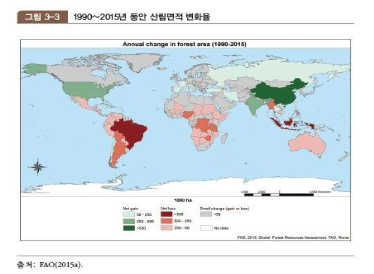 그림 3-3 1990~2015년 동안 산림면적 변화율
Annual change in forest area (1990-2015)
1000 ha
Net gain Net loss Small change (gain or loss)
50 - 250 >500 <50
250 - 500 500 - 250
>500 250 - 50 No data
FAO, 2015. Global Forest Resources Assessment. FAO, Rome
출처: FAO(2015a).